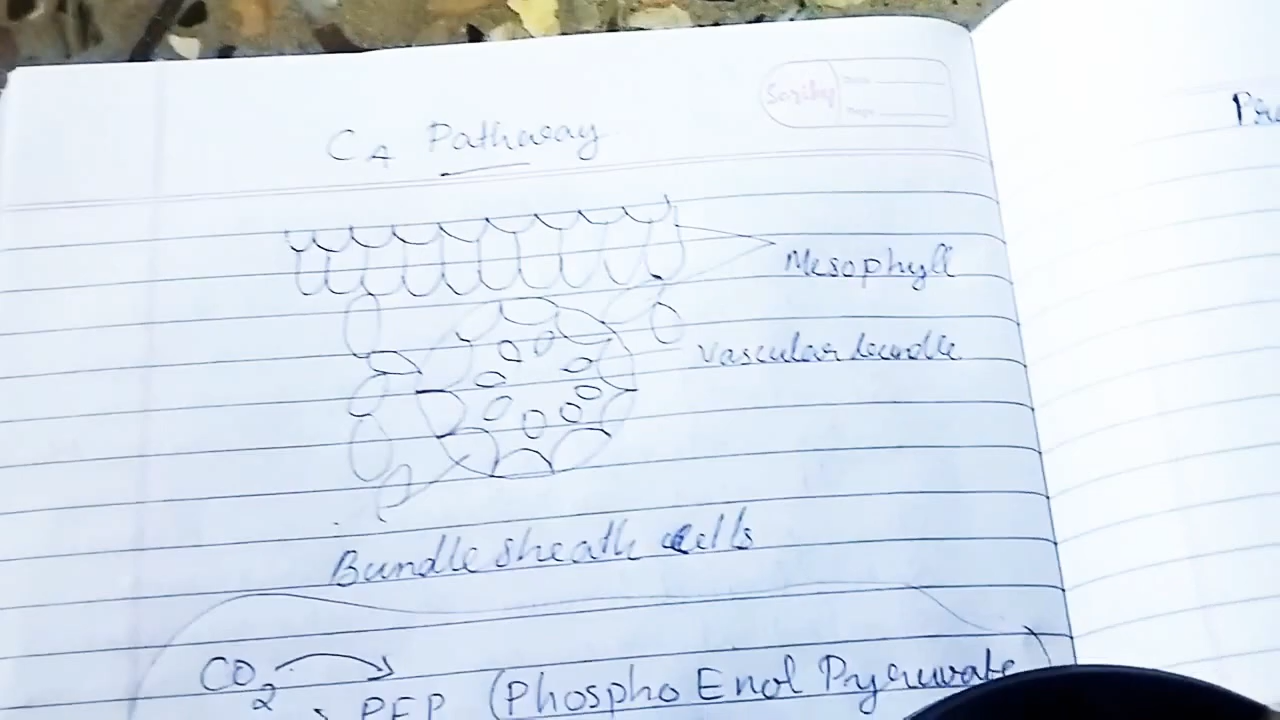 C4 Pathway
Mesophyll
Vascular bundle
Bundle sheath cells
CO2
PEP (Phospho Enol Pyruvate